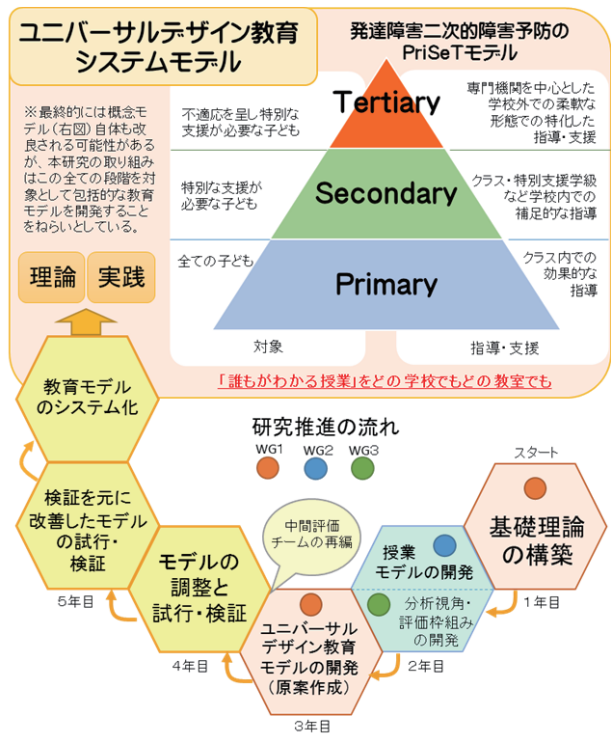 ユニバーサルデザイン教育
システムモデル
発達障害二次的障害予防の
PriSeTモデル
※最終的には概念モ
デル(右図)自体も改
良される可能性がある
が、本研究の取り組み
はこの全ての段階を対
象として包括的な教育
モデルを開発すること
をねらいとしている。
不適応を呈し特別な
支援が必要な子ども
Tertiary
専門機関を中心とした
学校外での柔軟な
形態での特化した
指導・支援
特別な支援が
必要な子ども
Secondary
クラス・特別支援学級
など学校内での
補足的な指導
全ての子ども
Primary
クラス内での
効果的な
指導
対象
指導・支援
「誰もがわかる授業」をどの学校でもどの教室でも
理論
実践
教育モデル
のシステム化
研究推進の流れ
WG1
WG2
WG3
スタート
基礎理論
の構築
1年目
授業
モデルの開発
分析視角・
評価枠組み
の開発
2年目
中間評価
チームの再編
ユニバーサル
デザイン教育
モデルの開発
(原案作成)
3年目
モデルの
調整と
試行・検証
4年目
検証を元に
改善したモデル
の試行・
検証
5年目